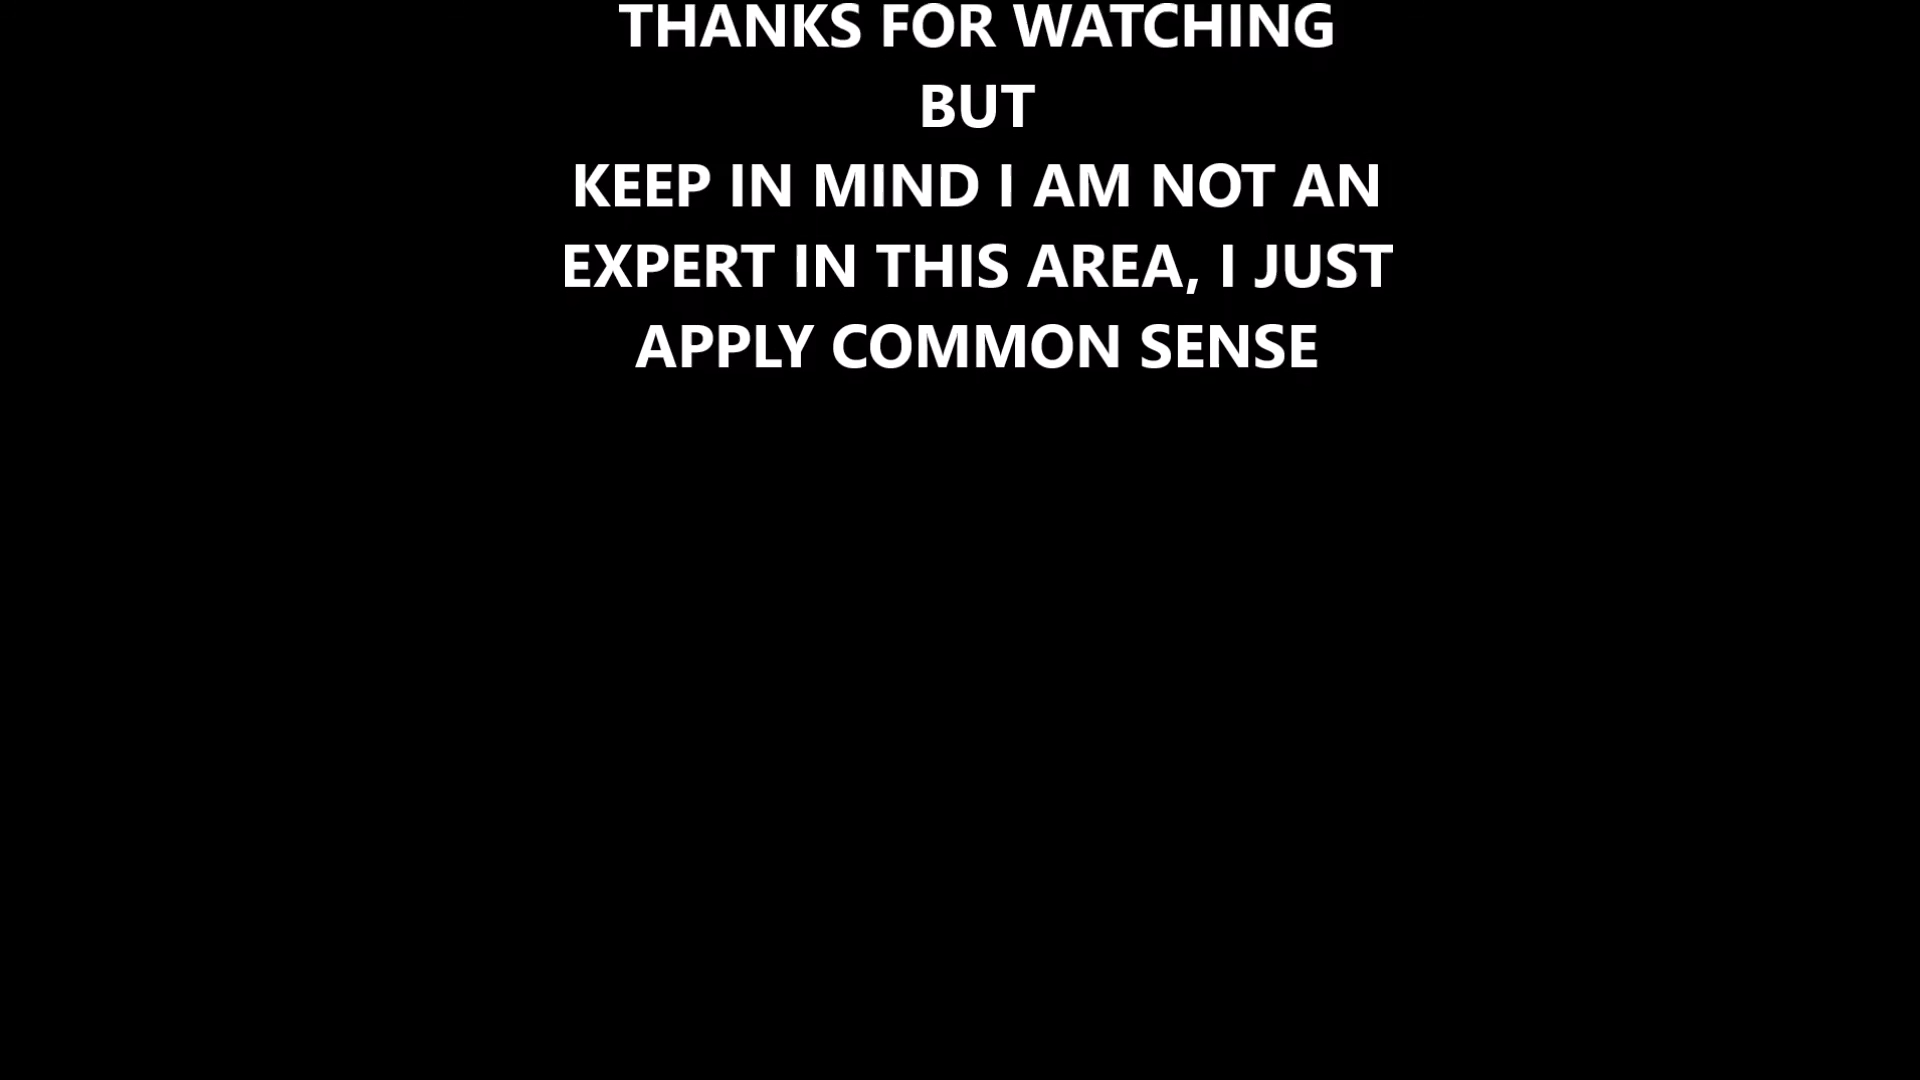 THANKS FOR WATCHING
BUT
KEEP IN MIND I AM NOT AN
EXPERT IN THIS AREA, I JUST
APPLY COMMON SENSE